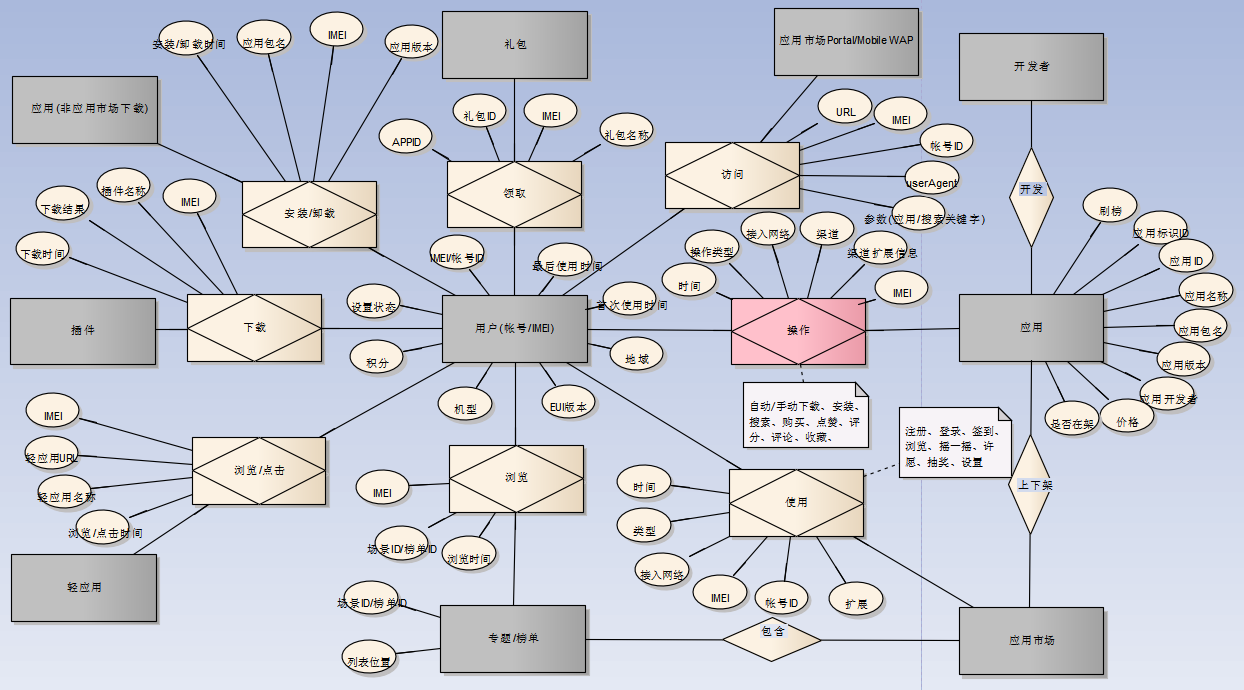 安装/卸载时间
应用包名
IMEI
应用版本
礼包
应用市场Portal/Mobile WAP
开发者
应用(非应用市场下载)
礼包ID
IMEI
APPID
礼包名称
URL
IMEI
帐号ID
userAgent
参数(应用/搜索关键字)
访问
领取
安装/卸载
开发
下载结果
插件名称
IMEI
下载时间
IMEI/帐号ID
最后使用时间
首次使用时间
设置状态
积分
地域
机型
EUI版本
操作类型
接入网络
渠道
渠道扩展信息
时间
IMEI
刷榜
应用标识ID
应用ID
应用名称
应用包名
应用版本
应用开发者
价格
是否在架
插件
下载
用户(帐号/IMEI)
操作
应用
自动/手动下载、安装、
搜索、购买、点赞、评
分、评论、收藏、
注册、登录、签到、
浏览、摇一摇、许
愿、抽奖、设置
IMEI
轻应用URL
轻应用名称
浏览/点击时间
浏览/点击
浏览
IMEI
场景ID/榜单ID
浏览时间
时间
类型
接入网络
IMEI
帐号ID
扩展
使用
上下架
轻应用
场景ID/榜单ID
列表位置
专题/榜单
包含
应用市场